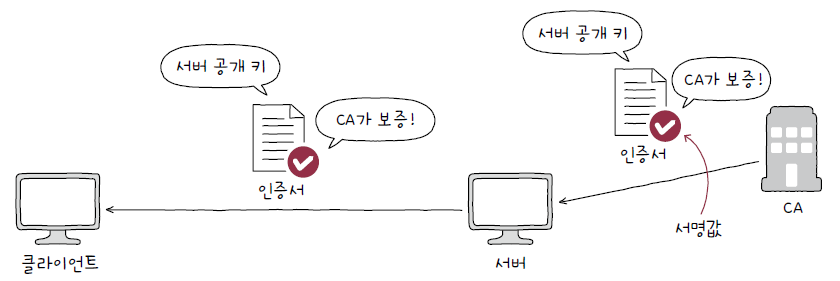 서버 공개 키
CA가 보증!
인증서
서버 공개 키
CA가 보증!
인증서
CA
서명값
클라이언트
서버